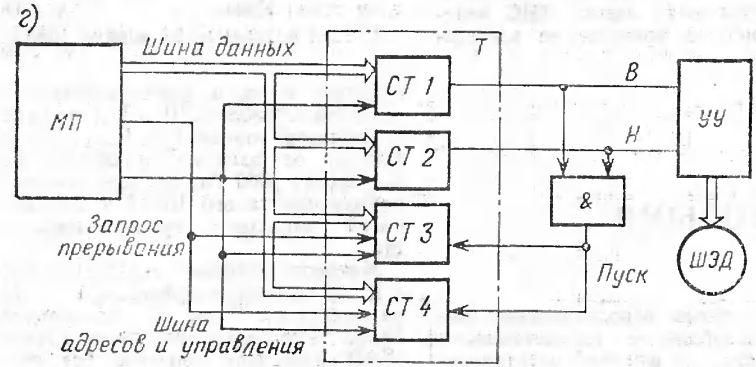 г)
Шина данных
Т
СТ 1
В
МП
УУ
СТ 2
Н
&
Запрос
прерывания
СТ 3
Пуск
ШЭД
СТ 4
Шина
адресов и управления